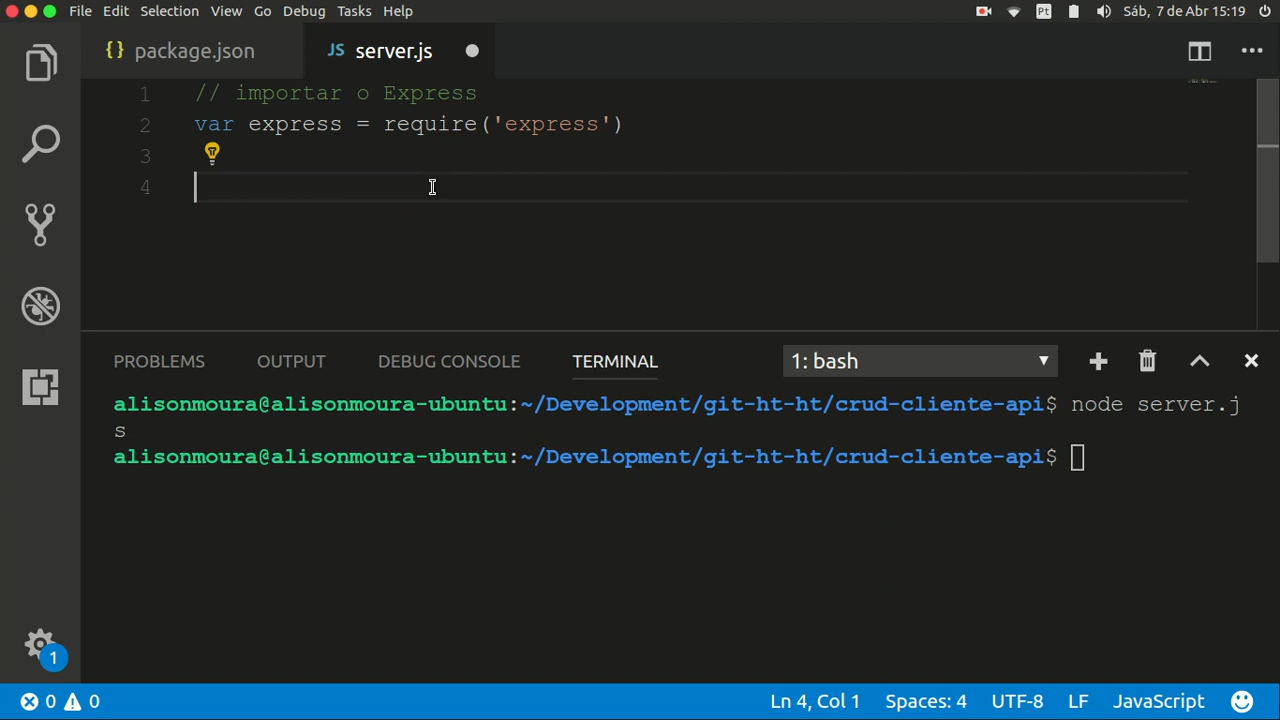 File Edit Selection View Go Debug Tasks Help Pt Sáb, 7 de Abr 15:19
{} package.json JS server.js
1 // importar o Express
2 var express = require('express')
3
4
PROBLEMS OUTPUT DEBUG CONSOLE TERMINAL 1: bash
alisonmoura@alisonmoura-ubuntu:~/Development/git-ht-ht/crud-cliente-api$ node server.j
s
alisonmoura@alisonmoura-ubuntu:~/Development/git-ht-ht/crud-cliente-api$
1
0 0 Ln 4, Col 1 Spaces: 4 UTF-8 LF JavaScript